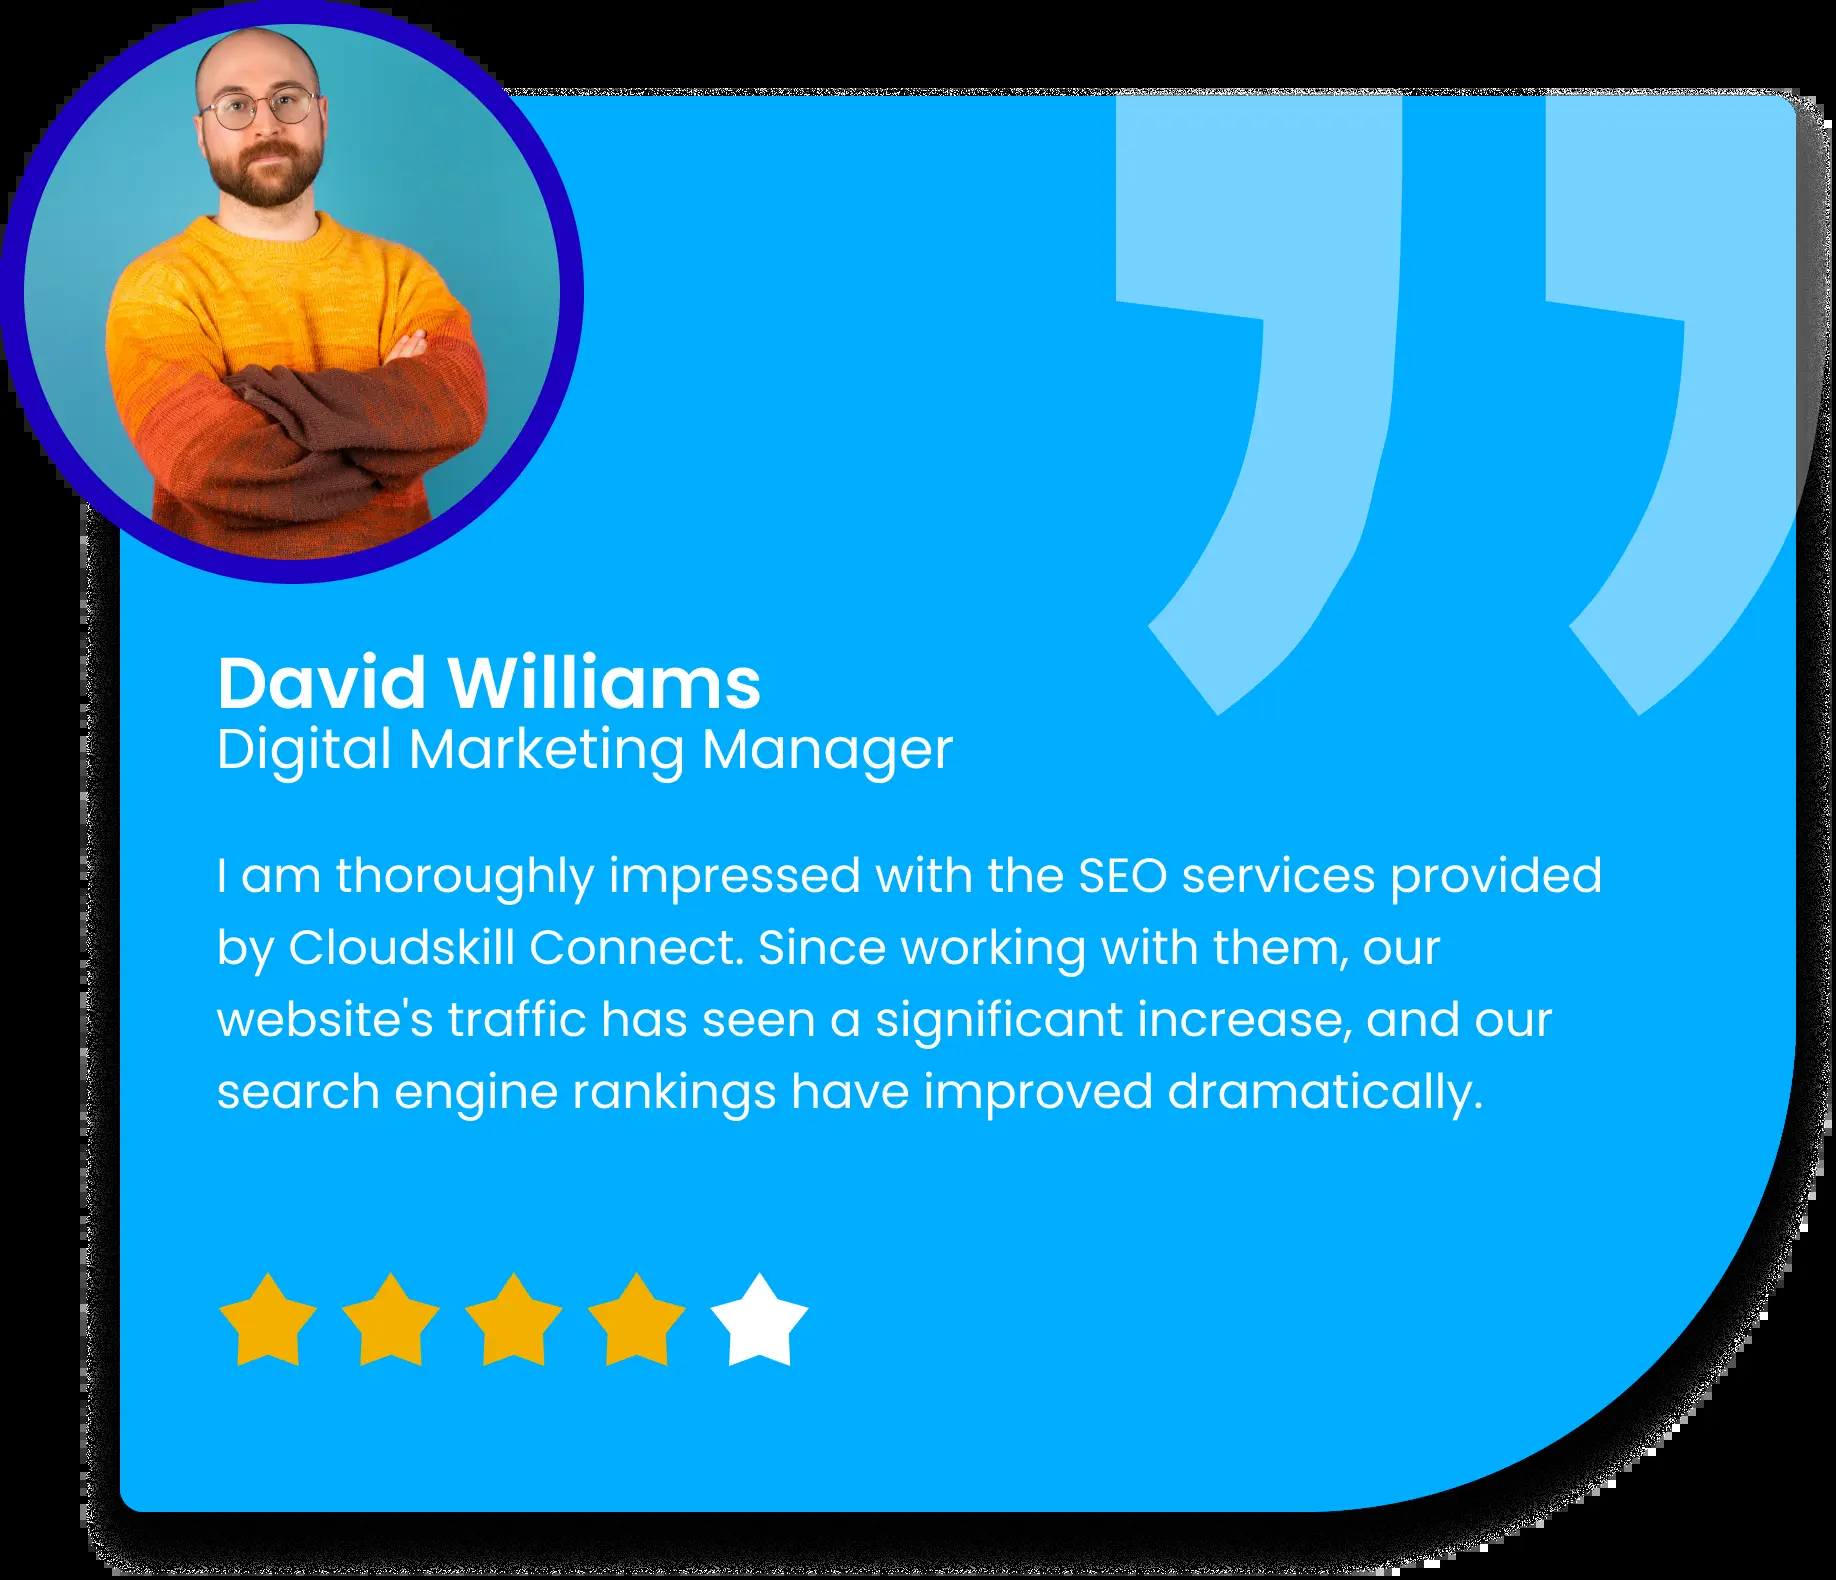 David Williams
Digital Marketing Manager
I am thoroughly impressed with the SEO services provided
by Cloudskill Connect. Since working with them, our
website's traffic has seen a significant increase, and our
search engine rankings have improved dramatically.